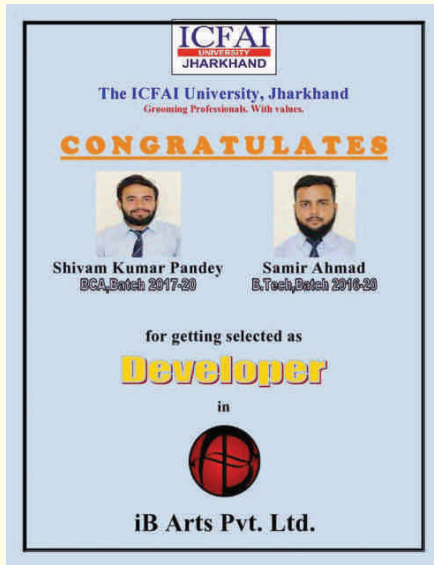 ICFAI
UNIVERSITY
JHARKHAND
The ICFAI University, Jharkhand
Grooming Professionals. With values.
CONGRATULATES
Shivam Kumar Pandey
BCA,Batch 2017-20
Samir Ahmad
B.Tech,Batch 2016-20
for getting selected as
Developer
in
iB Arts Pvt. Ltd.